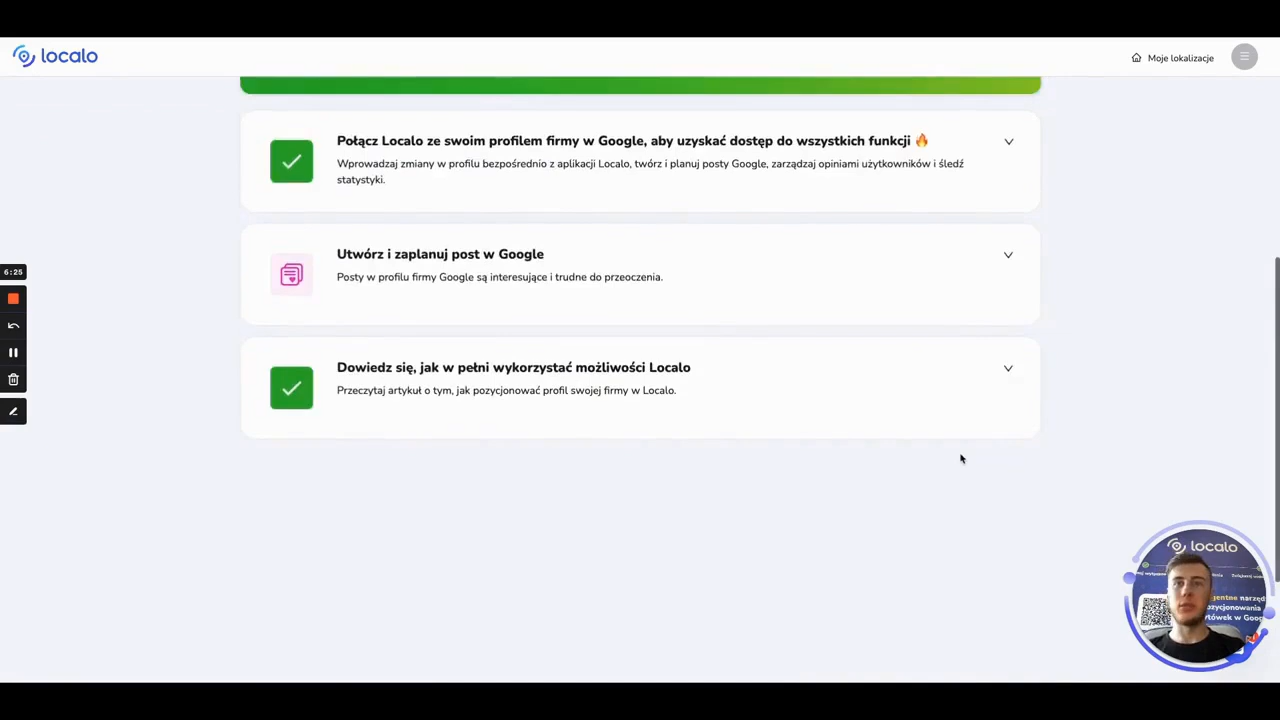 localo
Moje lokalizacje
Połącz Localo ze swoim profilem firmy w Google, aby uzyskać dostęp do wszystkich funkcji 🔥
Wprowadzaj zmiany w profilu bezpośrednio z aplikacji Localo, twórz i planuj posty Google, zarządzaj opiniami użytkowników i śledź
statystyki.
Utwórz i zaplanuj post w Google
Posty w profilu firmy Google są interesujące i trudne do przeoczenia.
6:25
Dowiedz się, jak w pełni wykorzystać możliwości Localo
Przeczytaj artykuł o tym, jak pozycjonować profil swojej firmy w Localo.
localo